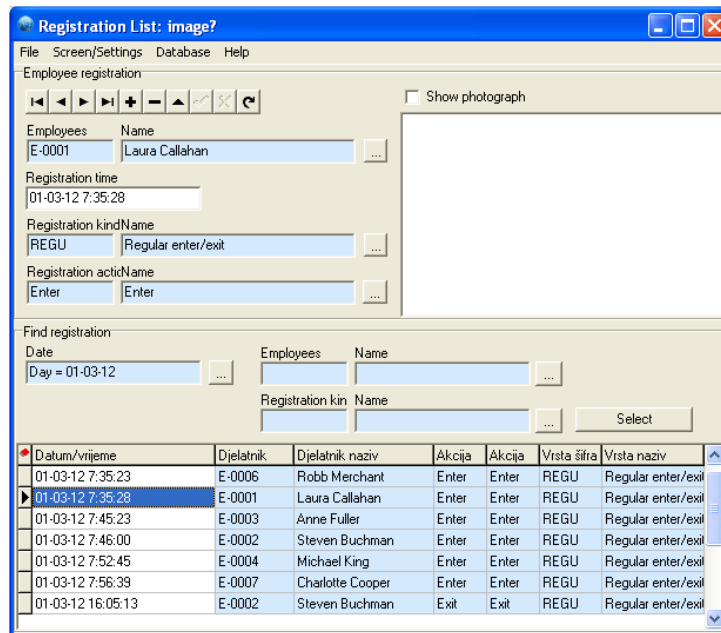 Registration List: image?
File Screen/Settings Database Help
Employee registration
Show photograph
Employees Name
E-0001 Laura Callahan ...
Registration time
01-03-12 7:35:28
Registration kind Name
REGU Regular enter/exit ...
Registration actio Name
Enter Enter ...
Find registration
Date Employees Name
Day = 01-03-12 ... ...
Registration kin Name
... Select
Datum/vrijeme Djelatnik Djelatnik naziv Akcija Akcija Vrsta šifra Vrsta naziv
01-03-12 7:35:23 E-0006 Robb Merchant Enter Enter REGU Regular enter/exit
01-03-12 7:35:28 E-0001 Laura Callahan Enter Enter REGU Regular enter/exit
01-03-12 7:45:23 E-0003 Anne Fuller Enter Enter REGU Regular enter/exit
01-03-12 7:46:00 E-0002 Steven Buchman Enter Enter REGU Regular enter/exit
01-03-12 7:52:45 E-0004 Michael King Enter Enter REGU Regular enter/exit
01-03-12 7:56:39 E-0007 Charlotte Cooper Enter Enter REGU Regular enter/exit
01-03-12 16:05:13 E-0002 Steven Buchman Exit Exit REGU Regular enter/exit